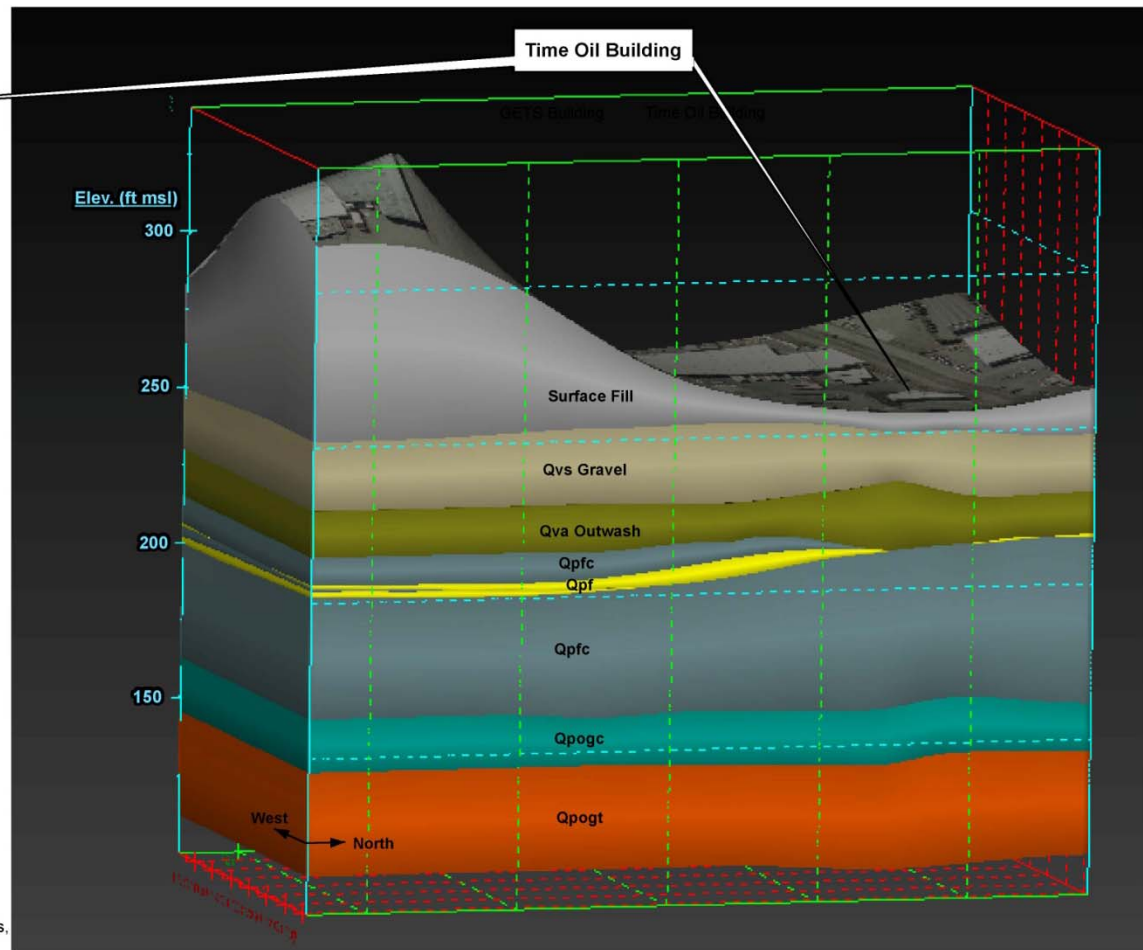 Time Oil Building
GETS Building Time Oil Building
Elev. (ft msl)
300
250
Surface Fill
Qvs Gravel
Qva Outwash
200
Qpfc
Qpf
Qpfc
150
Qpogc
Qpogt
West
North
s,